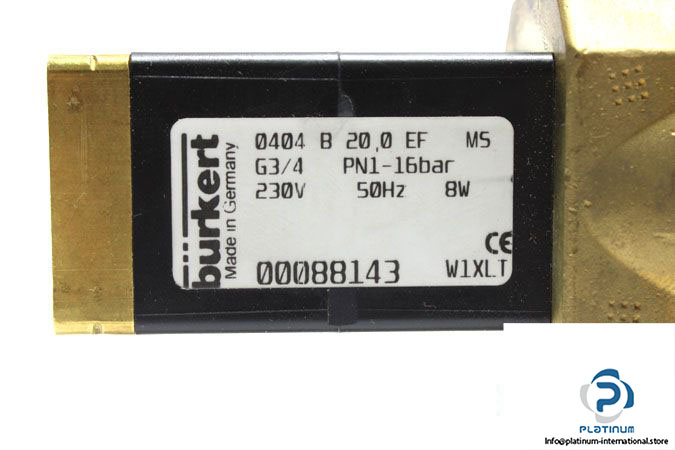 bürkert
Made in Germany
0404 B 20,0 EF MS
G3/4 PN1-16bar
230V 50Hz 8W
CE
00088143 W1XLT
PLATINUM
Info@platinum-international.store